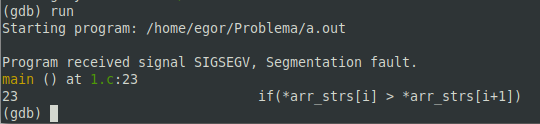 (gdb) run
Starting program: /home/egor/Problema/a.out
Program received signal SIGSEGV, Segmentation fault.
main () at 1.c:23
23                      if(*arr_strs[i] > *arr_strs[i+1])
(gdb)